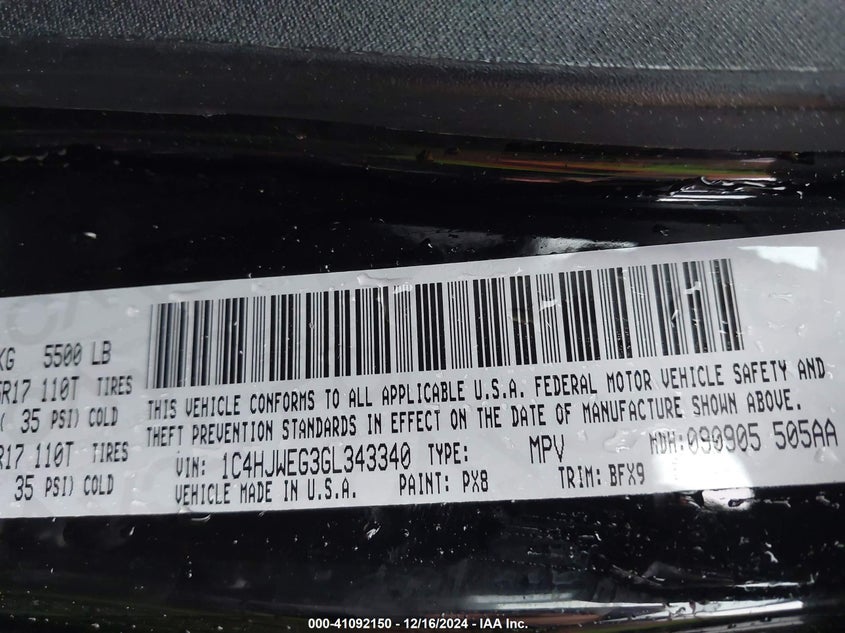 KG 5500 LB
R17 110T TIRES
35 PSI) COLD
R17 110T TIRES
35 PSI) COLD
THIS VEHICLE CONFORMS TO ALL APPLICABLE U.S.A. FEDERAL MOTOR VEHICLE SAFETY AND
THEFT PREVENTION STANDARDS IN EFFECT ON THE DATE OF MANUFACTURE SHOWN ABOVE.
VIN: 1C4HJWEG3GL343340 TYPE: MPV MDH:090905 505AA
VEHICLE MADE IN U.S.A. PAINT: PX8 TRIM: BFX9
000-41092150 - 12/16/2024 - IAA Inc.